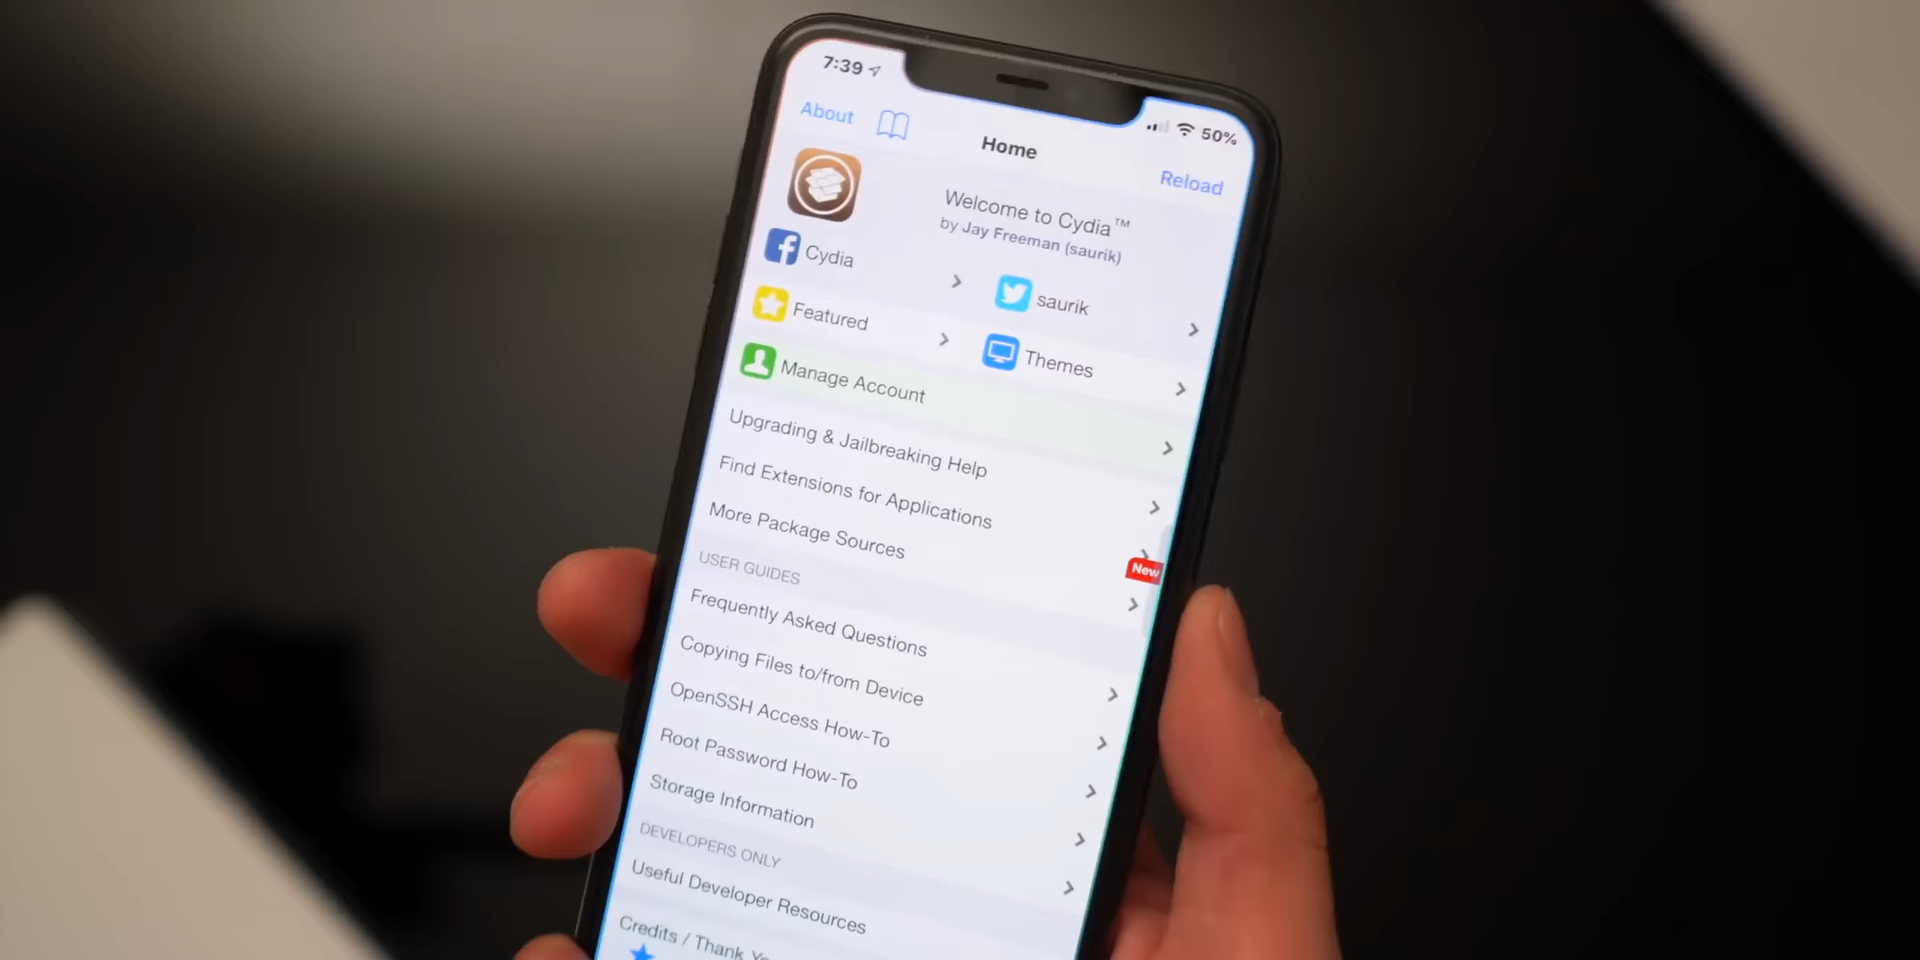 7:39
50%
About
Home
Reload
Welcome to Cydia™
by Jay Freeman (saurik)
Cydia
saurik
Featured
Themes
Manage Account
Upgrading & Jailbreaking Help
Find Extensions for Applications
More Package Sources
New
USER GUIDES
Frequently Asked Questions
Copying Files to/from Device
OpenSSH Access How-To
Root Password How-To
Storage Information
DEVELOPERS ONLY
Useful Developer Resources
Credits / Thank